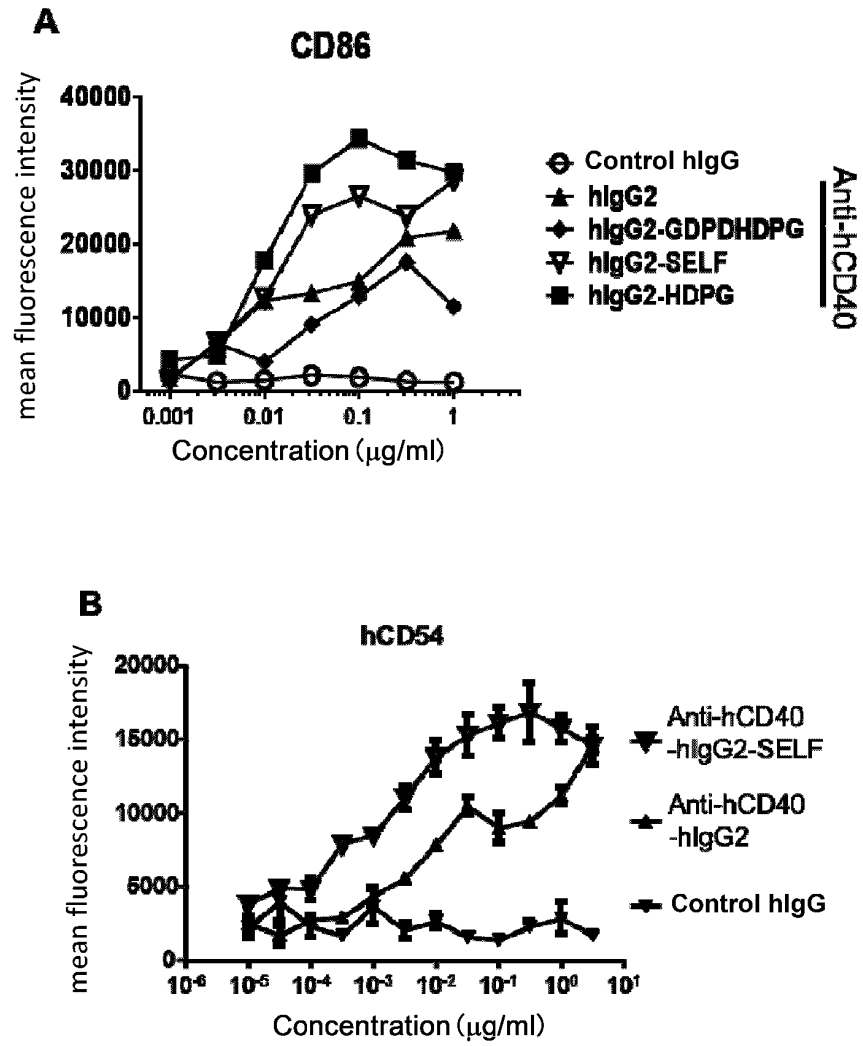 A
CD86
mean fluorescence intensity
40000
30000
20000
10000
0
0.001
0.01
0.1
1
Concentration (µg/ml)
Control hIgG
hIgG2
hIgG2-GDPDHDPG
hIgG2-SELF
hIgG2-HDPG
Anti-hCD40
B
hCD54
mean fluorescence intensity
20000
15000
10000
5000
0
10⁻⁶
10⁻⁵
10⁻⁴
10⁻³
10⁻²
10⁻¹
10⁰
10¹
Concentration (µg/ml)
Anti-hCD40
-hIgG2-SELF
Anti-hCD40
-hIgG2
Control hIgG